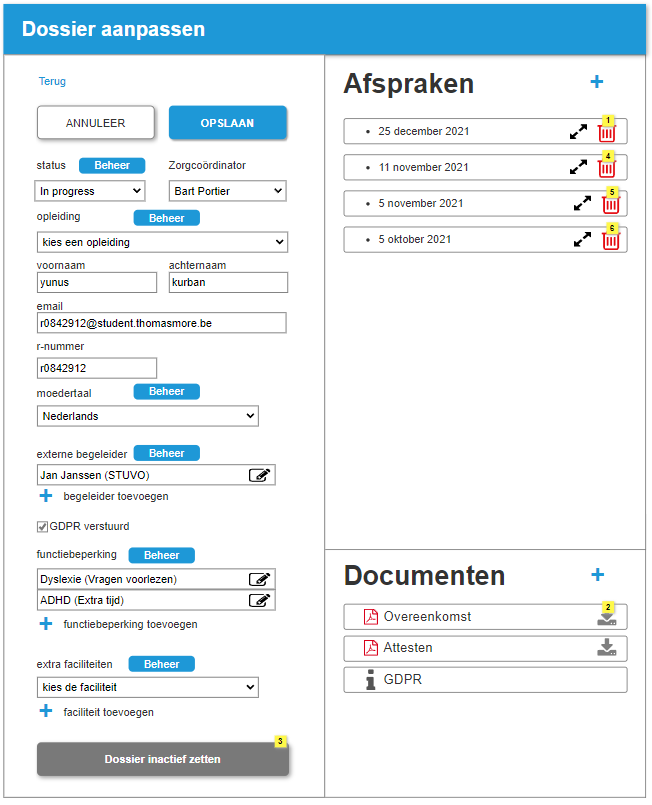 Dossier aanpassen
Terug
ANNULEER
OPSLAAN
status
Beheer
Zorgcoördinator
In progress
Bart Portier
opleiding
Beheer
kies een opleiding
voornaam
achternaam
yunus
kurban
email
r0842912@student.thomasmore.be
r-nummer
r0842912
moedertaal
Beheer
Nederlands
externe begeleider
Beheer
Jan Janssen (STUVO)
+ begeleider toevoegen
GDPR verstuurd
functiebeperking
Beheer
Dyslexie (Vragen voorlezen)
ADHD (Extra tijd)
+ functiebeperking toevoegen
extra faciliteiten
Beheer
kies de faciliteit
+ faciliteit toevoegen
3
Dossier inactief zetten
Afspraken +
1
• 25 december 2021
4
• 11 november 2021
5
• 5 november 2021
6
• 5 oktober 2021
Documenten +
2
Overeenkomst
Attesten
GDPR